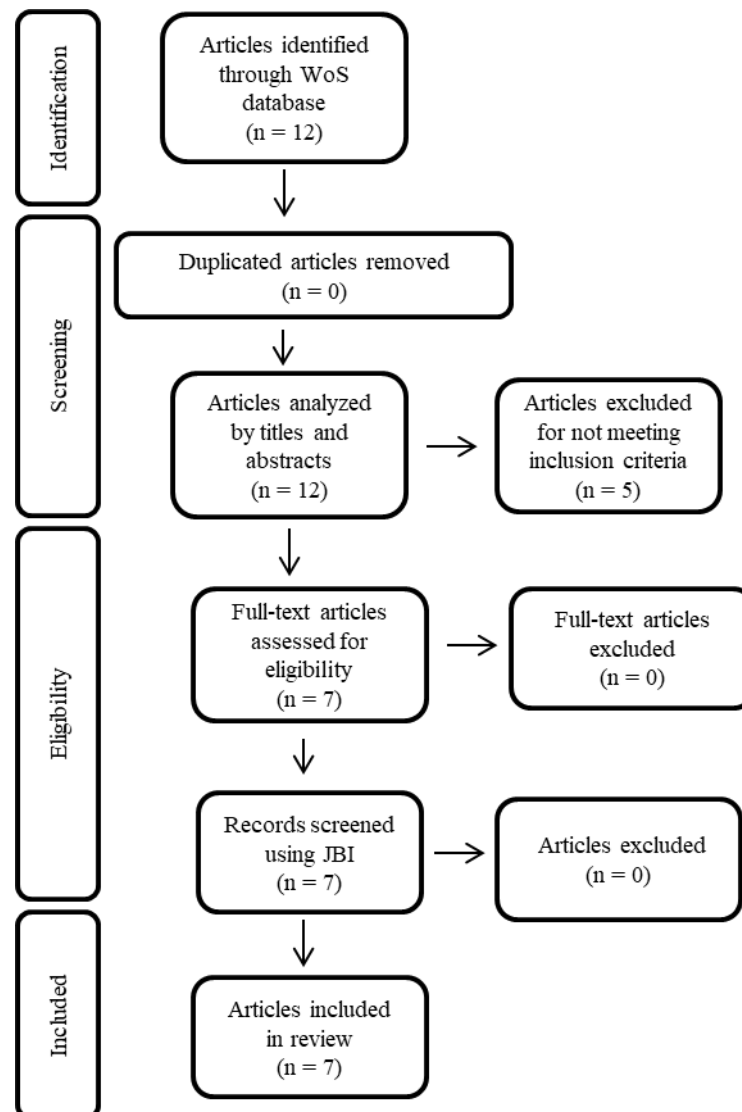 Identification
Articles identified
through WoS
database
(n = 12)
Screening
Duplicated articles removed
(n = 0)
Articles analyzed
by titles and
abstracts
(n = 12)
Articles excluded
for not meeting
inclusion criteria
(n = 5)
Eligibility
Full-text articles
assessed for
eligibility
(n = 7)
Full-text articles
excluded
(n = 0)
Records screened
using JBI
(n = 7)
Articles excluded
(n = 0)
Included
Articles included
in review
(n = 7)